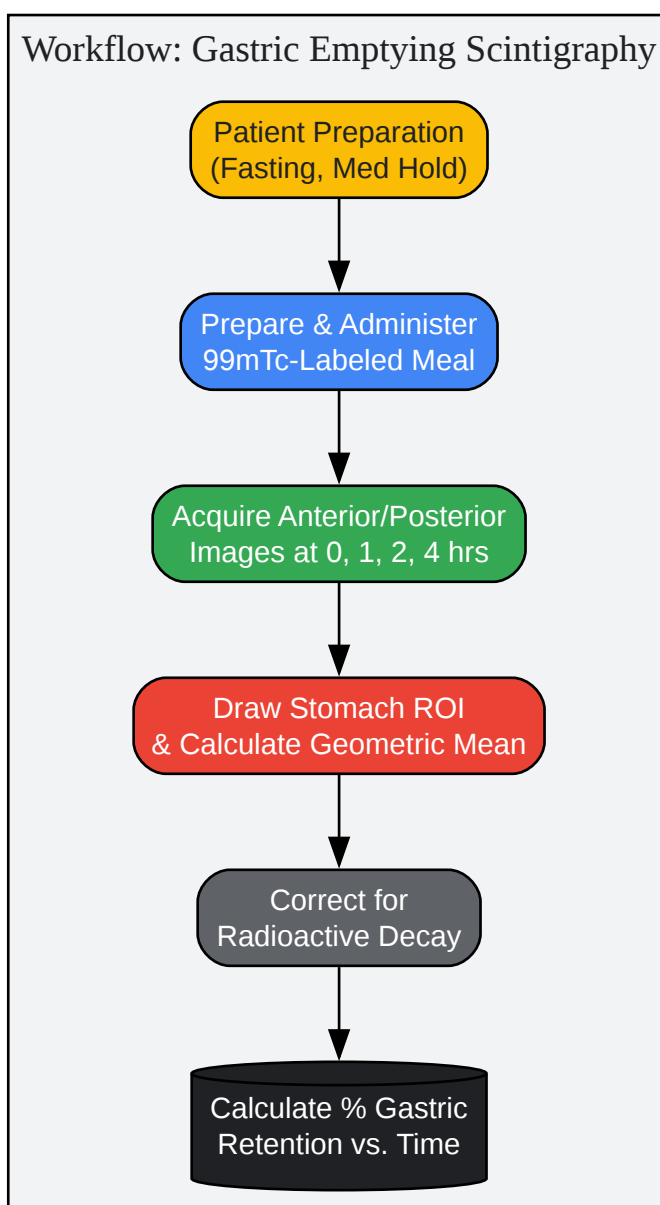 Workflow: Gastric Emptying Scintigraphy
Patient Preparation
(Fasting, Med Hold)
Prepare & Administer
99mTc-Labeled Meal
Acquire Anterior/Posterior
Images at 0, 1, 2, 4 hrs
Draw Stomach ROI
& Calculate Geometric Mean
Correct for
Radioactive Decay
Calculate % Gastric
Retention vs. Time